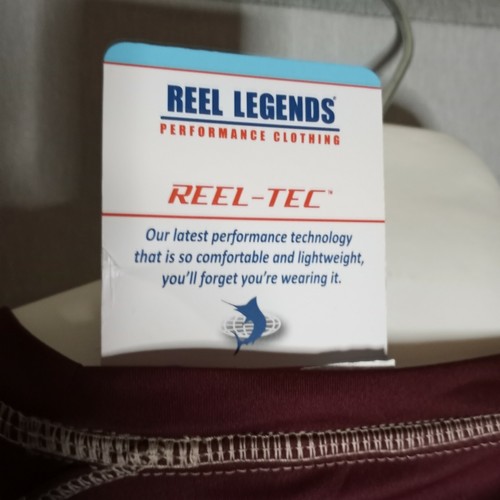 REEL LEGENDS®
PERFORMANCE CLOTHING
REEL-TEC™
Our latest performance technology
that is so comfortable and lightweight,
you'll forget you're wearing it.